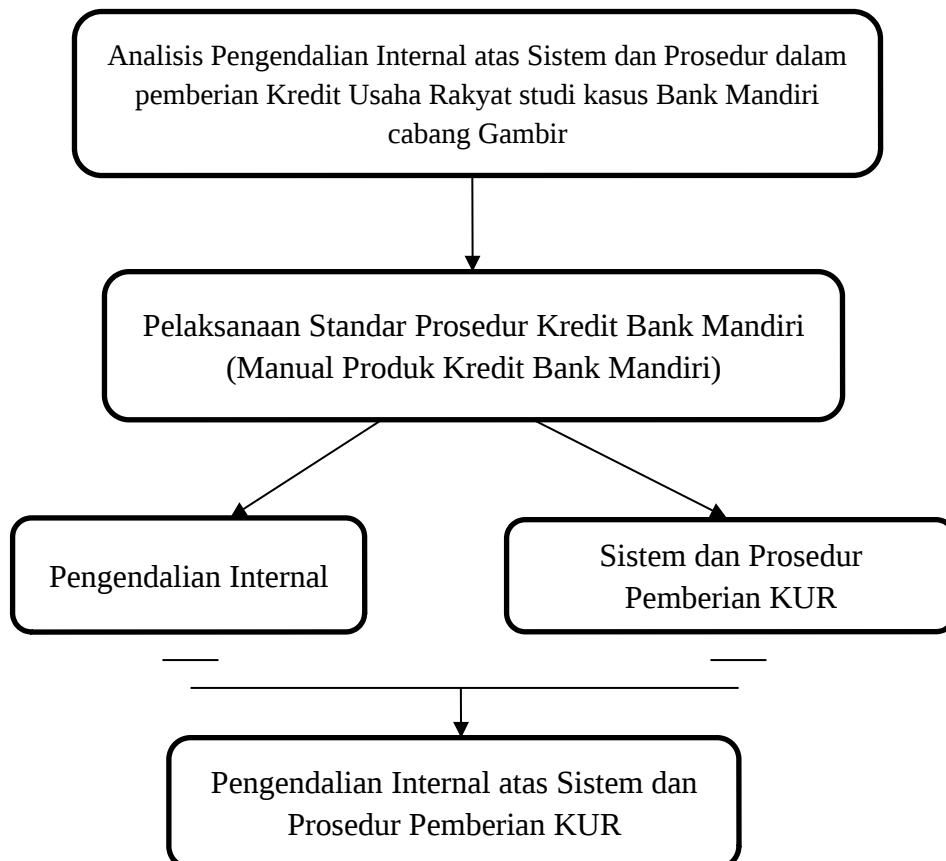 Analisis Pengendalian Internal atas Sistem dan Prosedur dalam
pemberian Kredit Usaha Rakyat studi kasus Bank Mandiri
cabang Gambir
Pelaksanaan Standar Prosedur Kredit Bank Mandiri
(Manual Produk Kredit Bank Mandiri)
Pengendalian Internal
Sistem dan Prosedur
Pemberian KUR
Pengendalian Internal atas Sistem dan
Prosedur Pemberian KUR